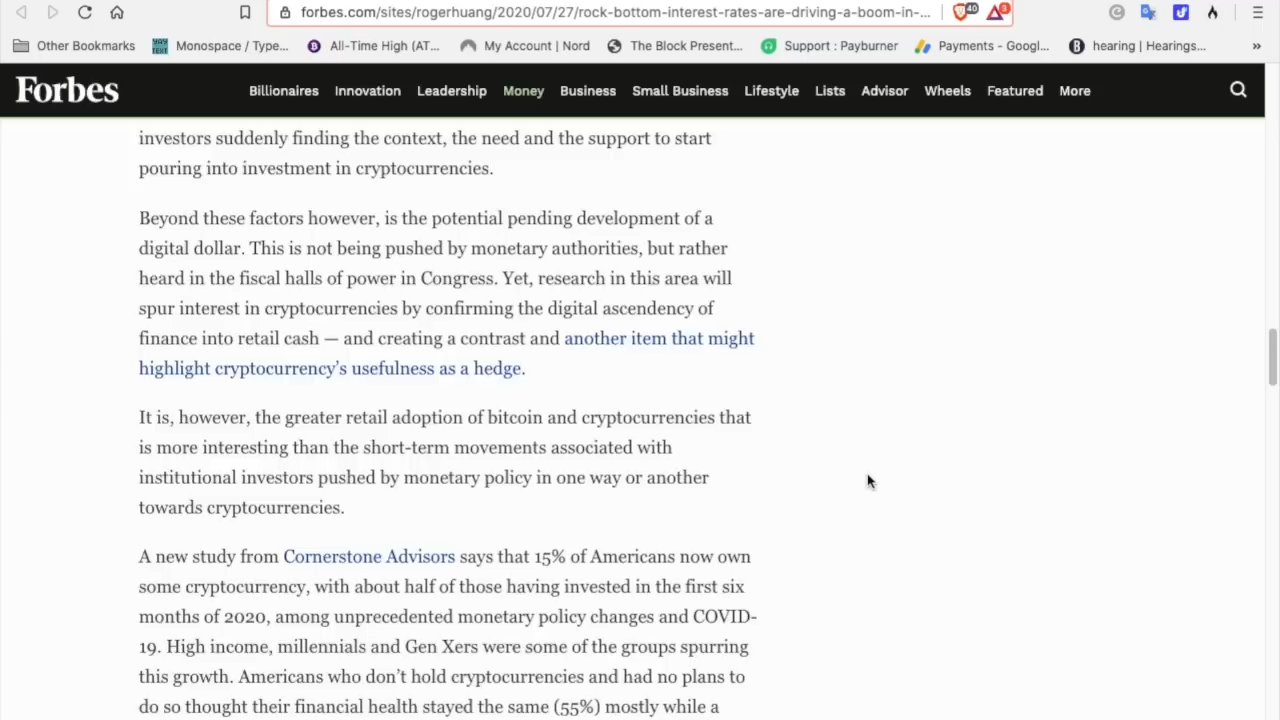 forbes.com/sites/rogerhuang/2020/07/27/rock-bottom-interest-rates-are-driving-a-boom-in-...
40
3
Other Bookmarks
Monospace / Type...
All-Time High (AT...
My Account | Nord
The Block Present...
Support : Payburner
Payments - Googl...
hearing | Hearings...
»
Forbes
Billionaires Innovation Leadership Money Business Small Business Lifestyle Lists Advisor Wheels Featured More
investors suddenly finding the context, the need and the support to start
pouring into investment in cryptocurrencies.
Beyond these factors however, is the potential pending development of a
digital dollar. This is not being pushed by monetary authorities, but rather
heard in the fiscal halls of power in Congress. Yet, research in this area will
spur interest in cryptocurrencies by confirming the digital ascendency of
finance into retail cash — and creating a contrast and another item that might
highlight cryptocurrency's usefulness as a hedge.
It is, however, the greater retail adoption of bitcoin and cryptocurrencies that
is more interesting than the short-term movements associated with
institutional investors pushed by monetary policy in one way or another
towards cryptocurrencies.
A new study from Cornerstone Advisors says that 15% of Americans now own
some cryptocurrency, with about half of those having invested in the first six
months of 2020, among unprecedented monetary policy changes and COVID-
19. High income, millennials and Gen Xers were some of the groups spurring
this growth. Americans who don't hold cryptocurrencies and had no plans to
do so thought their financial health stayed the same (55%) mostly while a